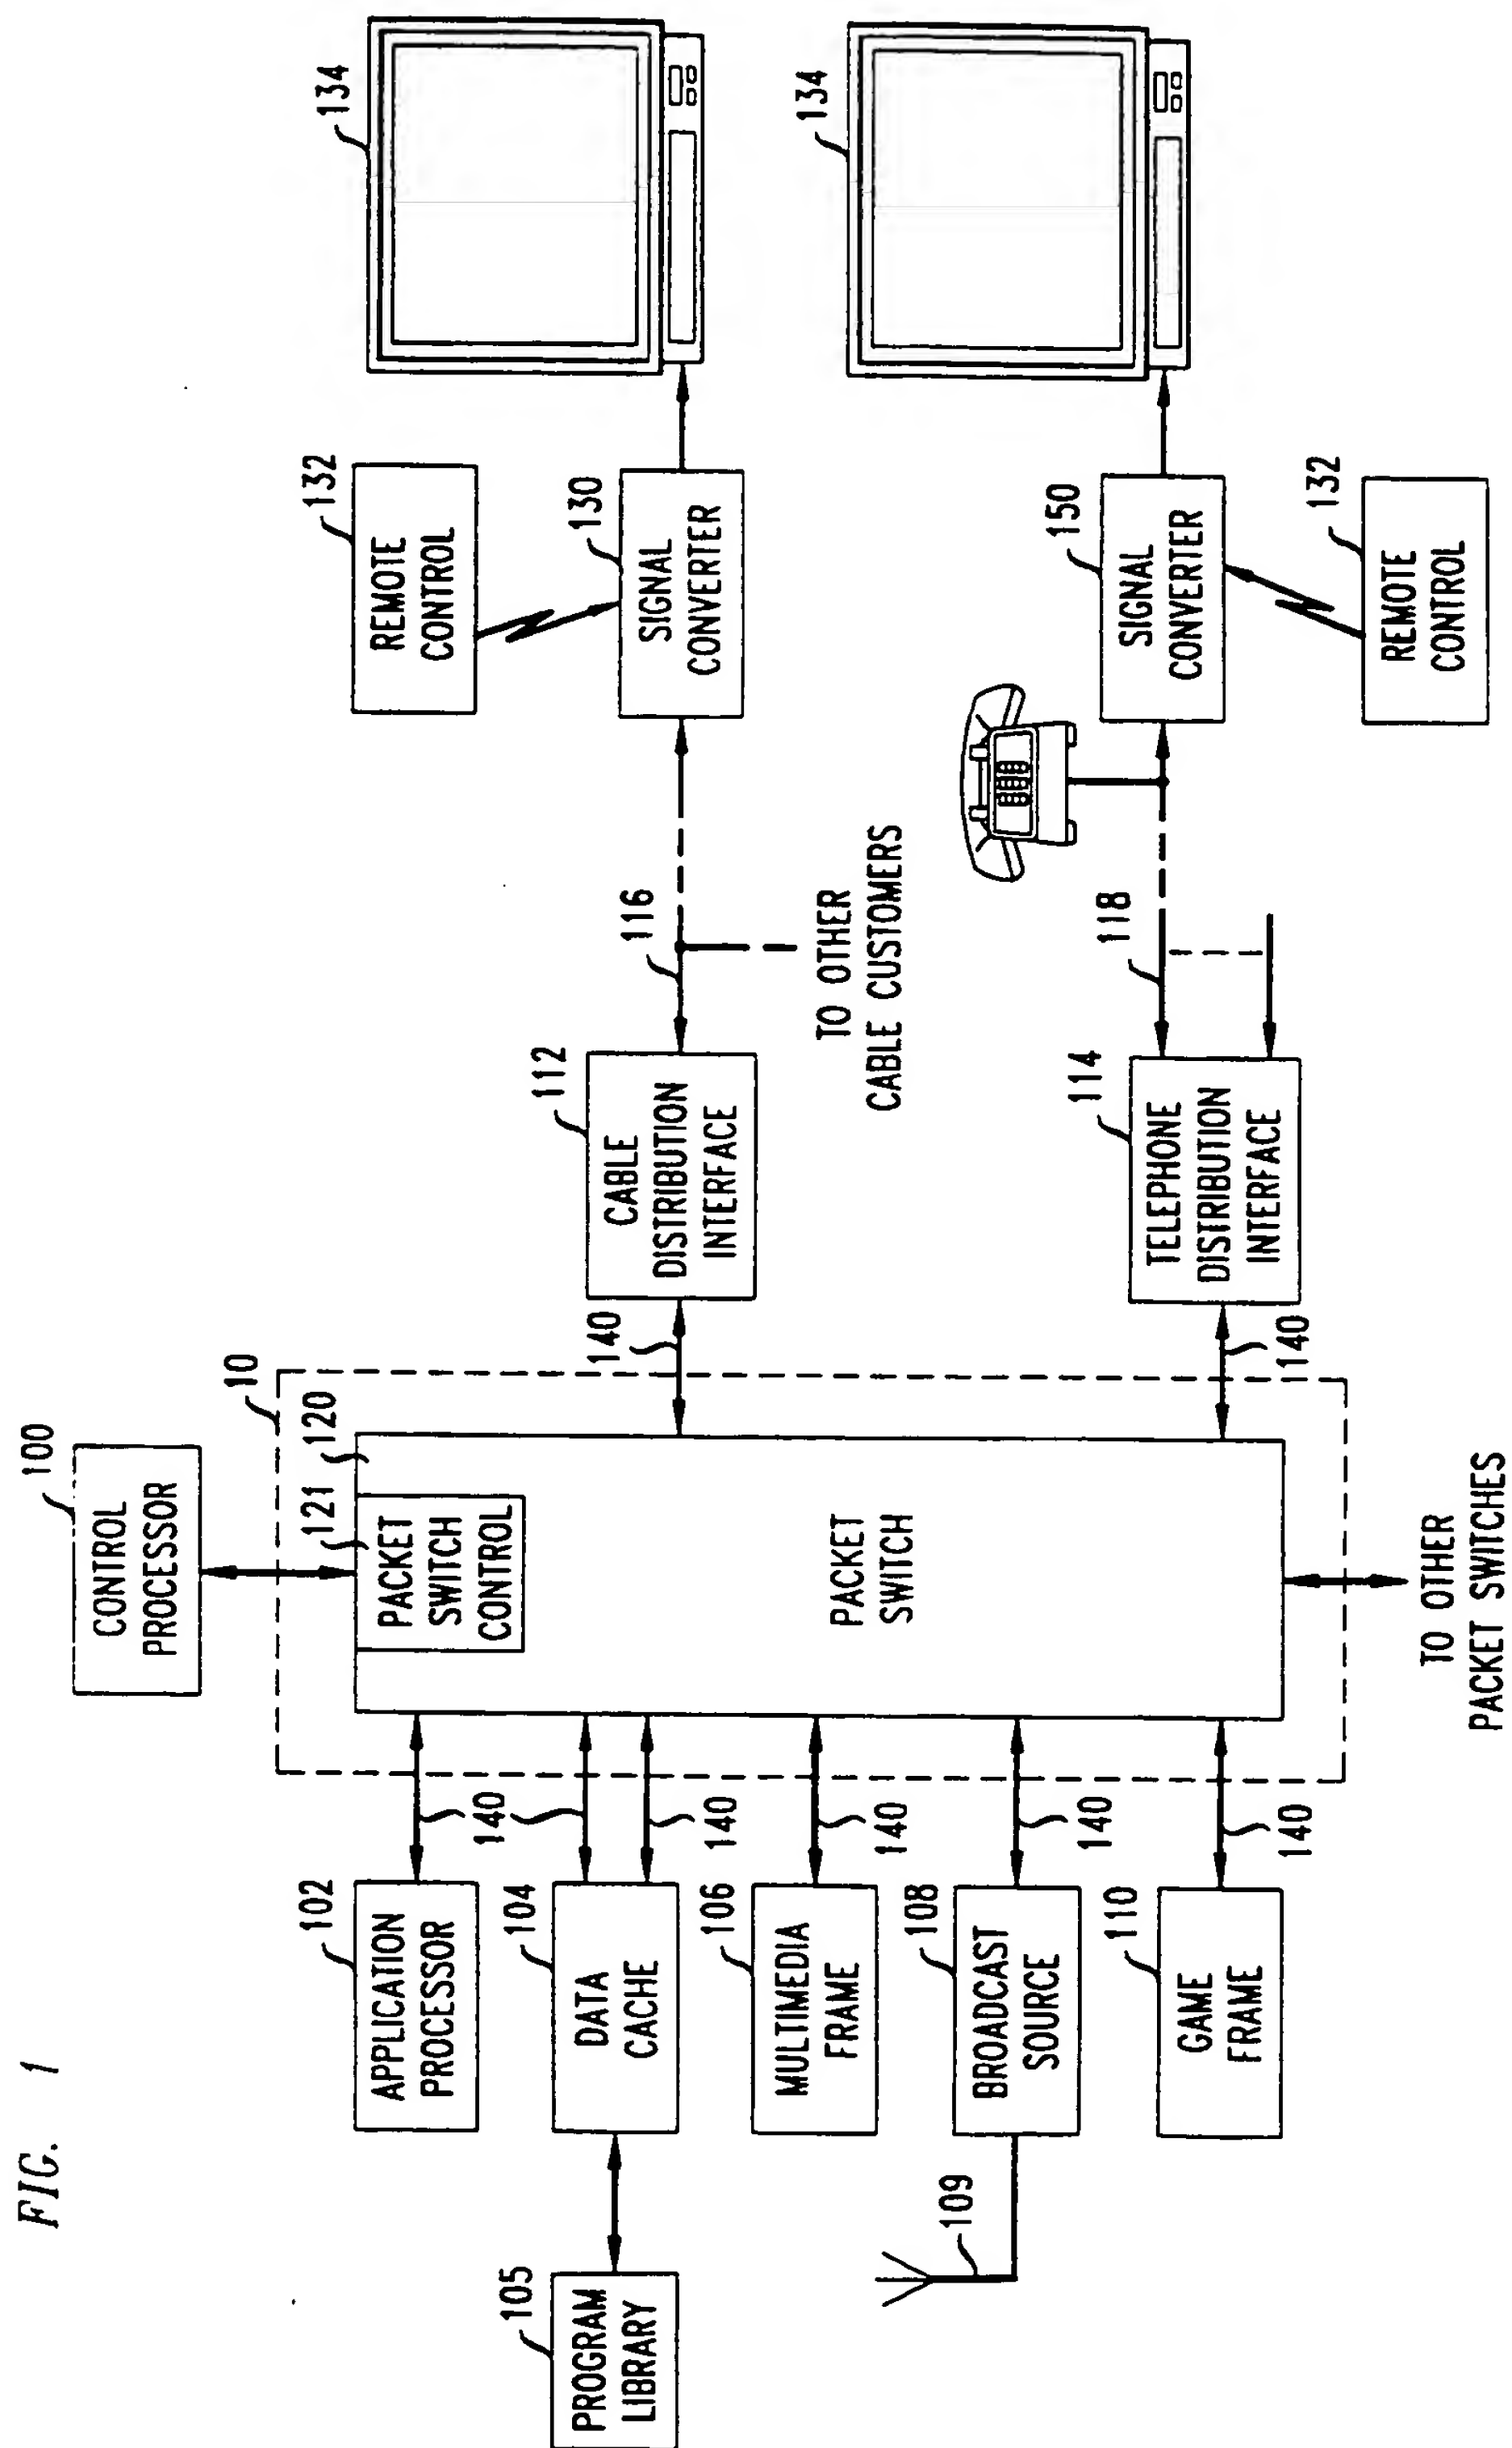 FIG. 1
100
CONTROL
PROCESSOR
10
120
121
PACKET
SWITCH
CONTROL
PACKET
SWITCH
TO OTHER
PACKET SWITCHES
102
APPLICATION
PROCESSOR
140
105
PROGRAM
LIBRARY
104
DATA
CACHE
140
106
MULTIMEDIA
FRAME
140
109
108
BROADCAST
SOURCE
140
110
GAME
FRAME
140
140
112
CABLE
DISTRIBUTION
INTERFACE
116
TO OTHER
CABLE CUSTOMERS
132
REMOTE
CONTROL
130
SIGNAL
CONVERTER
134
140
114
TELEPHONE
DISTRIBUTION
INTERFACE
118
150
SIGNAL
CONVERTER
132
REMOTE
CONTROL
134